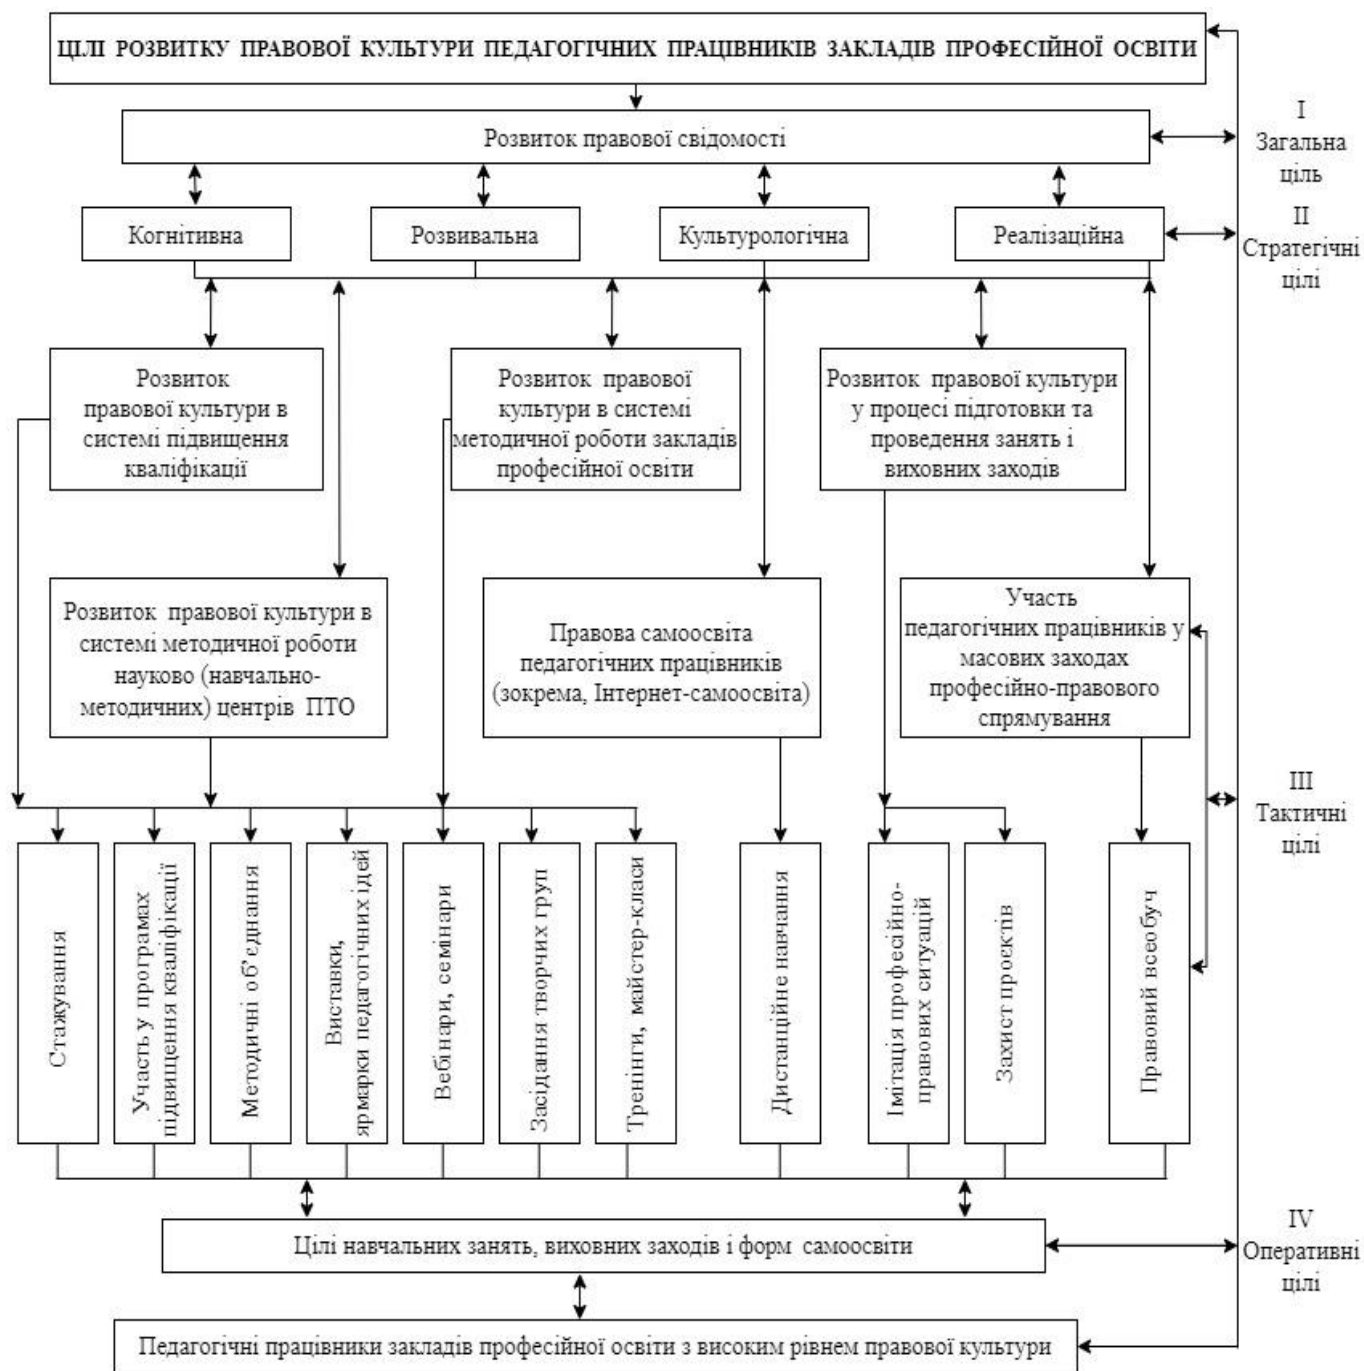 ЦІЛІ РОЗВИТКУ ПРАВОВОЇ КУЛЬТУРИ ПЕДАГОГІЧНИХ ПРАЦІВНИКІВ ЗАКЛАДІВ ПРОФЕСІЙНОЇ ОСВІТИ
Розвиток правової свідомості
І
Загальна
ціль
Когнітивна
Розвивальна
Культурологічна
Реалізаційна
ІІ
Стратегічні
цілі
Розвиток
правової культури в
системі підвищення
кваліфікації
Розвиток правової
культури в системі
методичної роботи закладів
професійної освіти
Розвиток правової культури
у процесі підготовки та
проведення занять і
виховних заходів
Розвиток правової культури в
системі методичної роботи
науково (навчально-
методичних) центрів ПТО
Правова самоосвіта
педагогічних працівників
(зокрема, Інтернет-самоосвіта)
Участь
педагогічних працівників у
масових заходах
професійно-правового
спрямування
ІІІ
Тактичні
цілі
Стажування
Участь у програмах
підвищення кваліфікації
Методичні об’єднання
Виставки,
ярмарки педагогічних ідей
Вебінари, семінари
Засідання творчих груп
Тренінги, майстер-класи
Дистанційне навчання
Імітація професійно-
правових ситуацій
Захист проєктів
Правовий всеобуч
Цілі навчальних занять, виховних заходів і форм самоосвіти
IV
Оперативні
цілі
Педагогічні працівники закладів професійної освіти з високим рівнем правової культури